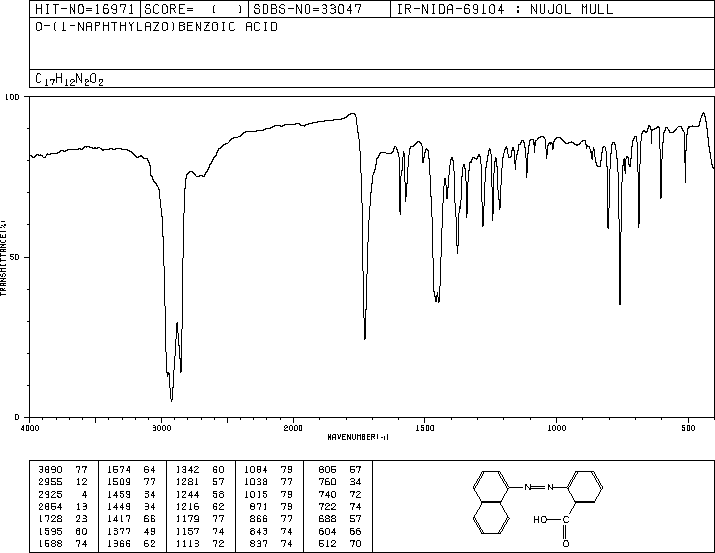 HIT-NO=16971 SCORE= ( ) SDBS-NO=33047 IR-NIDA-69104 : NUJOL MULL
O-(1-NAPHTHYLAZO)BENZOIC ACID
C17H12N2O2
100
50
0
TRANSMITTANCE(%)
4000 3000 2000 1500 1000 500
WAVENUMBER(-1)
3890 77 1574 64 1342 60 1084 79 805 57
2955 12 1509 77 1281 57 1038 77 760 34
2925 4 1459 34 1244 58 1015 79 740 72
2854 13 1449 34 1216 62 871 79 722 74
1728 23 1417 66 1179 77 866 77 688 57
1595 60 1377 49 1157 74 843 74 604 66
1588 74 1366 62 1113 72 837 74 512 70
N N
HO C
O